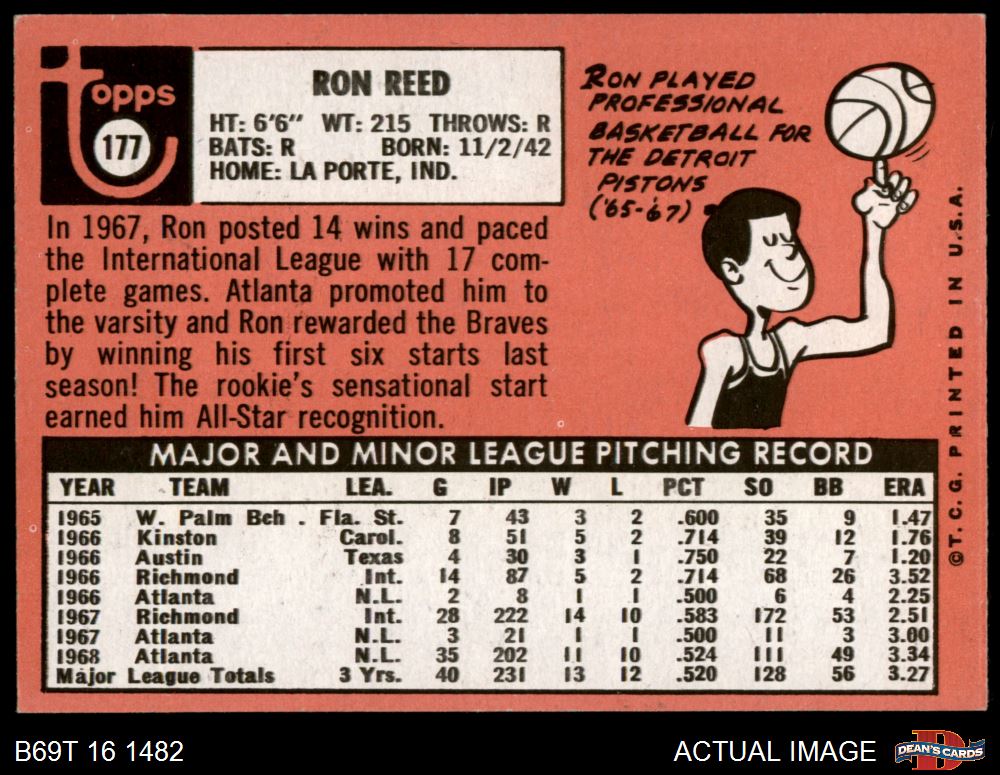 topps
177
RON REED
HT: 6'6" WT: 215 THROWS: R
BATS: R BORN: 11/2/42
HOME: LA PORTE, IND.
RON PLAYED
PROFESSIONAL
BASKETBALL FOR
THE DETROIT
PISTONS
('65-'67)
In 1967, Ron posted 14 wins and paced
the International League with 17 com-
plete games. Atlanta promoted him to
the varsity and Ron rewarded the Braves
by winning his first six starts last
season! The rookie's sensational start
earned him All-Star recognition.
MAJOR AND MINOR LEAGUE PITCHING RECORD
YEAR TEAM LEA. G IP W L PCT SO BB ERA
1965 W. Palm Bch . Fla. St. 7 43 3 2 .600 35 9 1.47
1966 Kinston Carol. 8 51 5 2 .714 39 12 1.76
1966 Austin Texas 4 30 3 1 .750 22 7 1.20
1966 Richmond Int. 14 87 5 2 .714 68 26 3.52
1966 Atlanta N.L. 2 8 1 1 .500 6 4 2.25
1967 Richmond Int. 28 222 14 10 .583 172 53 2.51
1967 Atlanta N.L. 3 21 1 1 .500 11 3 3.00
1968 Atlanta N.L. 35 202 11 10 .524 111 49 3.34
Major League Totals 3 Yrs. 40 231 13 12 .520 128 56 3.27
©T.C.G. PRINTED IN U.S.A.
B69T 16 1482
ACTUAL IMAGE
D
DEAN'S CARDS